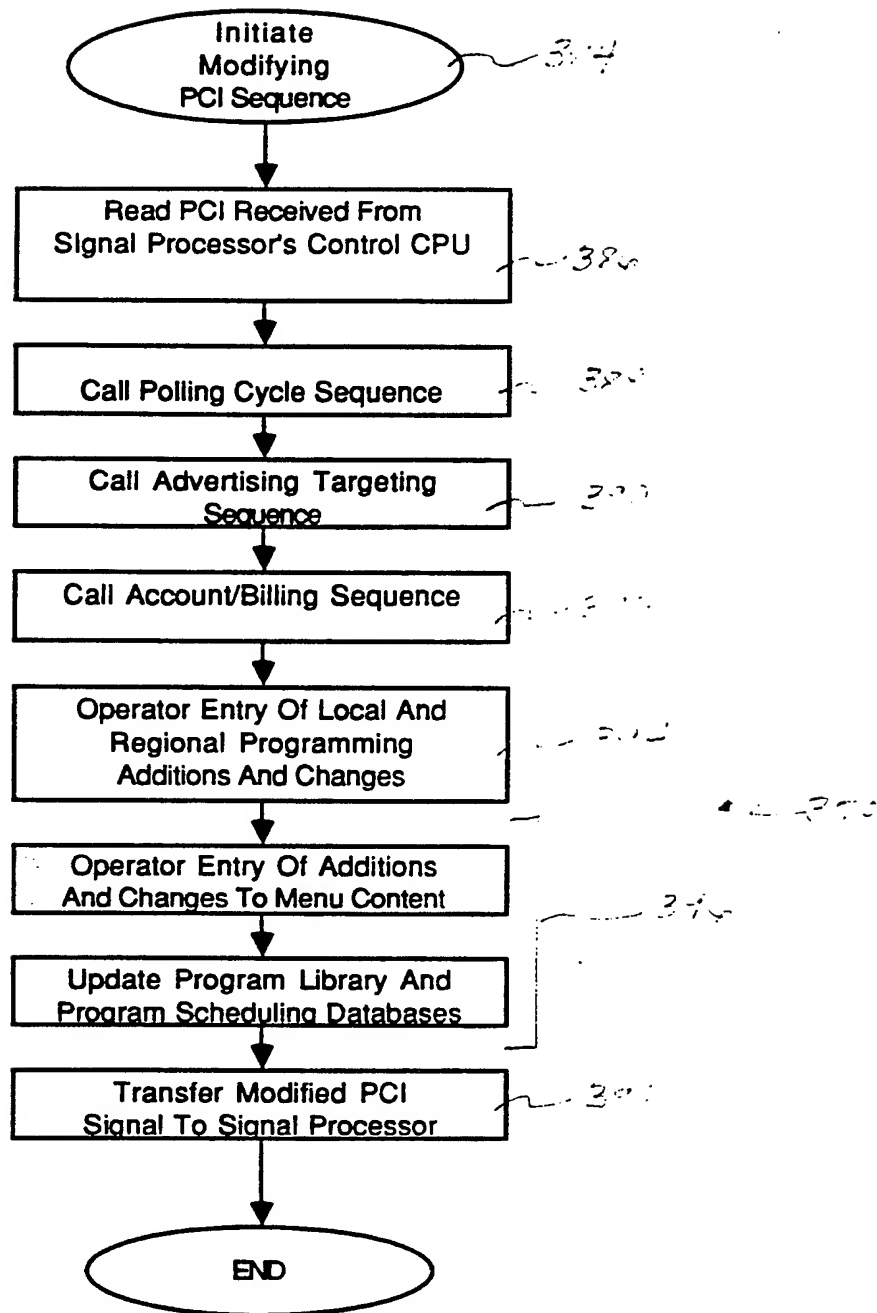 Initiate
Modifying
PCI Sequence
Read PCI Received From
Signal Processor's Control CPU
Call Polling Cycle Sequence
Call Advertising Targeting
Sequence
Call Account/Billing Sequence
Operator Entry Of Local And
Regional Programming
Additions And Changes
Operator Entry Of Additions
And Changes To Menu Content
Update Program Library And
Program Scheduling Databases
Transfer Modified PCI
Signal To Signal Processor
END